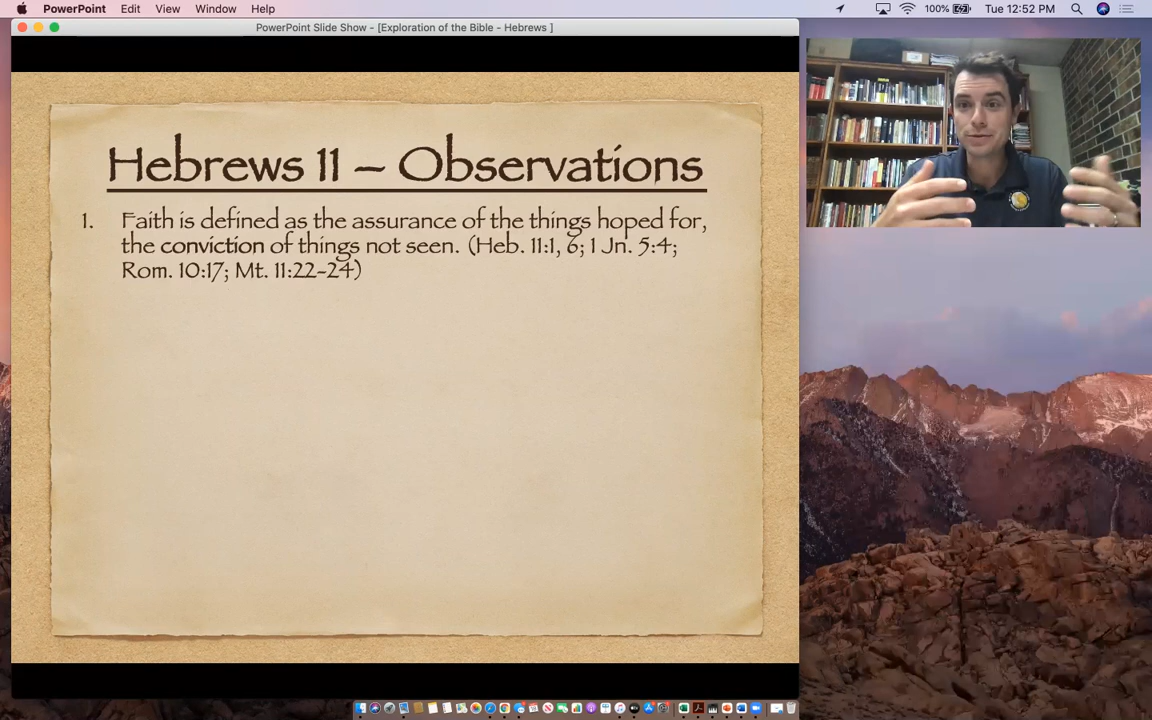 PowerPoint Edit View Window Help 100% Tue 12:52 PM
PowerPoint Slide Show - [Exploration of the Bible - Hebrews ]
Hebrews 11 – Observations
1. Faith is defined as the assurance of the things hoped for,
the conviction of things not seen. (Heb. 11:1, 6; 1 Jn. 5:4;
Rom. 10:17; Mt. 11:22-24)